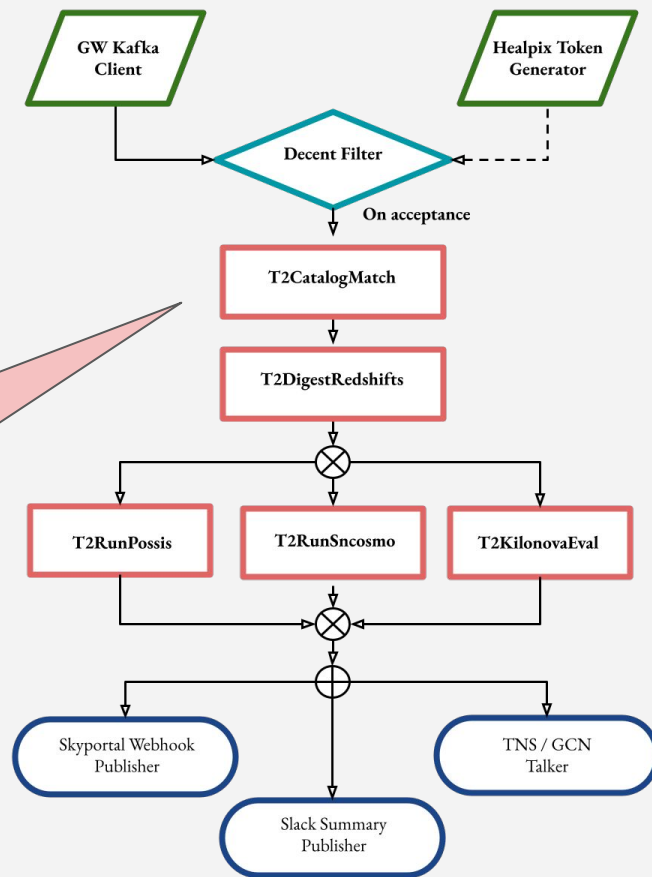 GW Kafka
Client
Healpix Token
Generator
Decent Filter
On acceptance
T2CatalogMatch
T2DigestRedshifts
T2RunPossis
T2RunSncosmo
T2KilonovaEval
Skyportal Webhook
Publisher
TNS / GCN
Talker
Slack Summary
Publisher